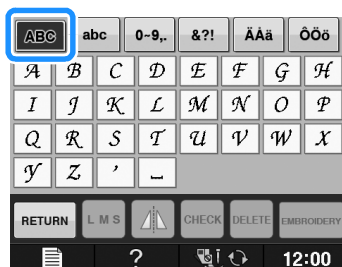 ABC abc 0~9,. &?! ÄÅä ÔÖö
A B C D E F G H
I J K L M N O P
Q R S T U V W X
Y Z ’ _
RETURN L M S CHECK DELETE EMBROIDERY
? 12:00